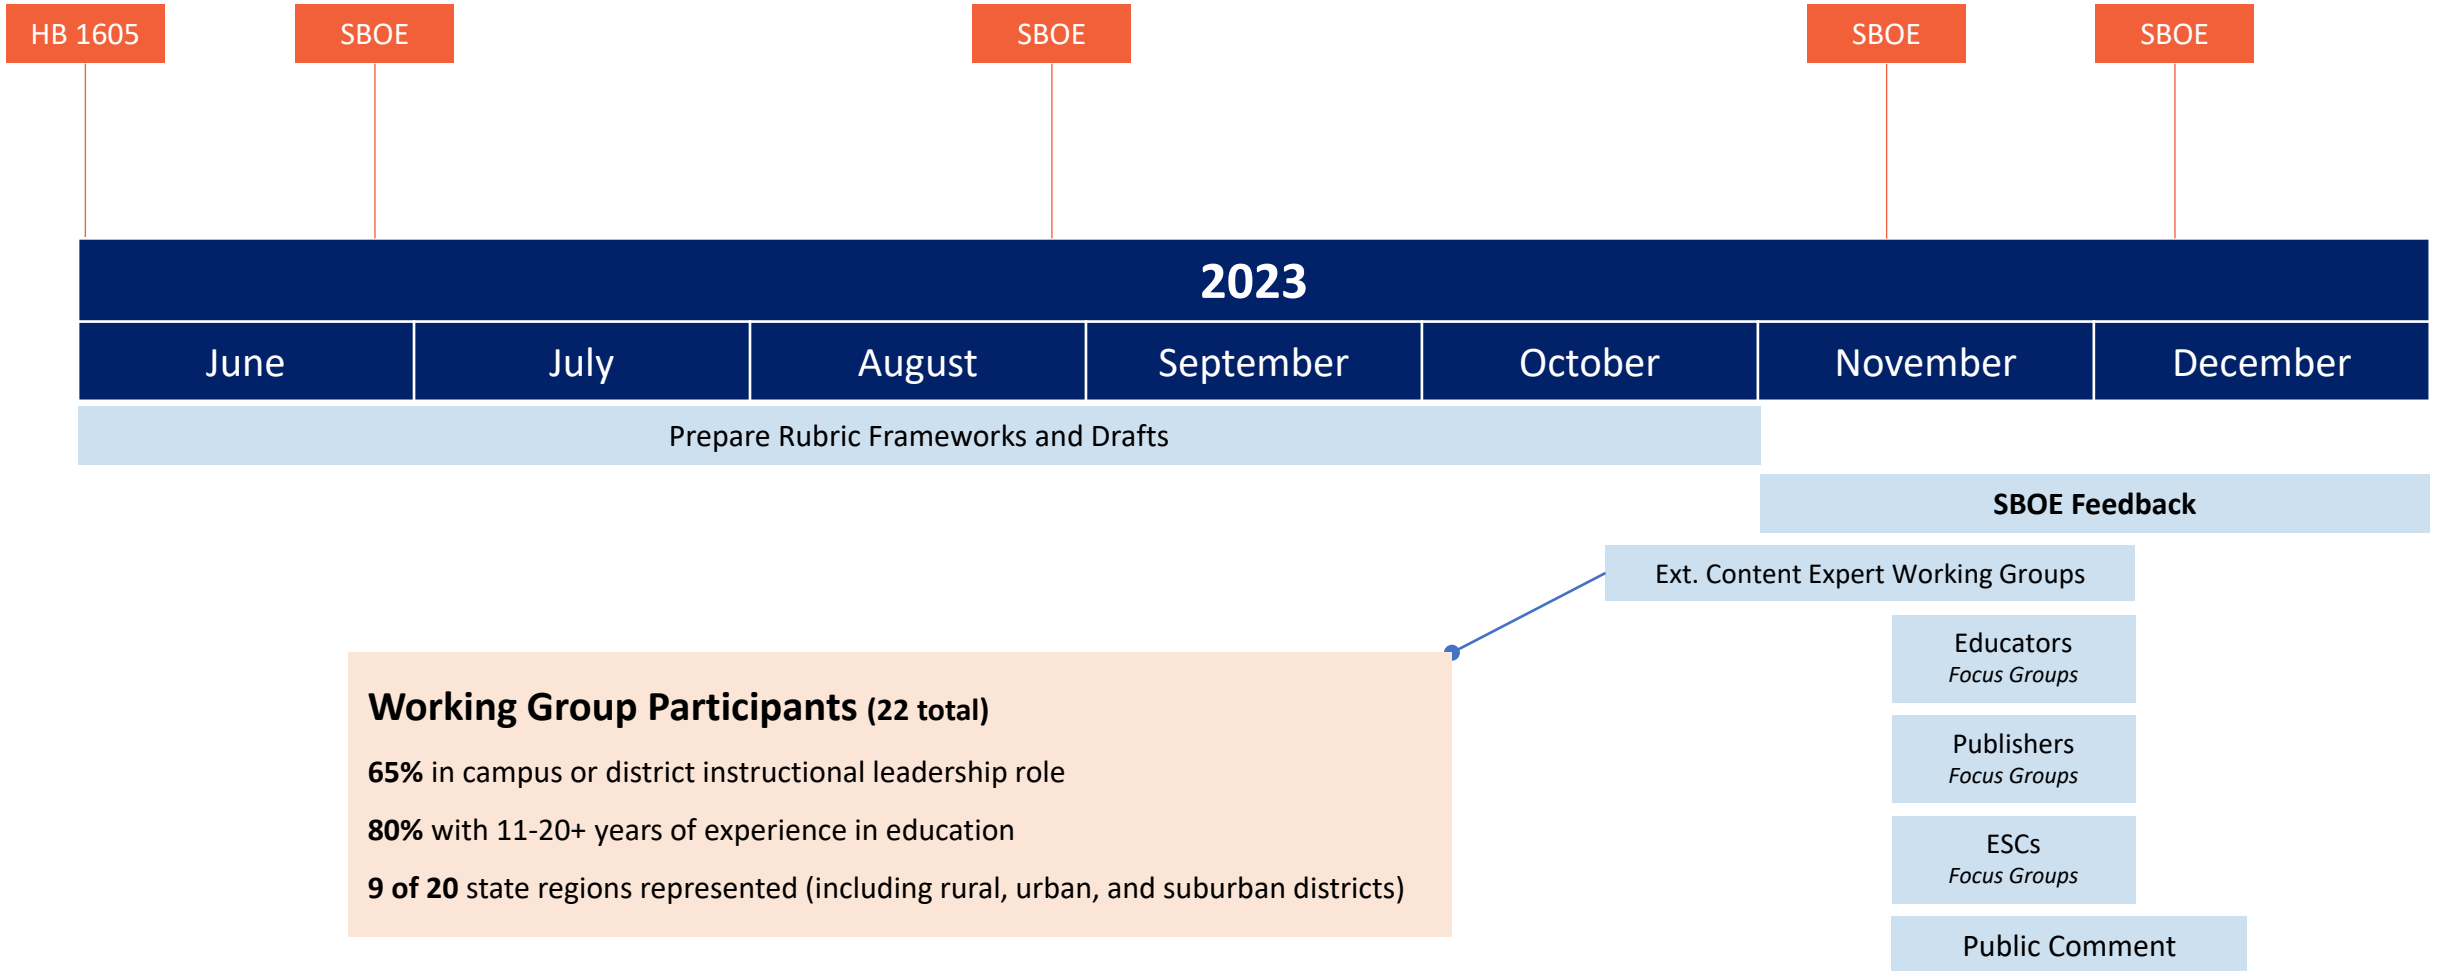 HB 1605
SBOE
SBOE
SBOE
SBOE
2023
June
July
August
September
October
November
December
Prepare Rubric Frameworks and Drafts
SBOE Feedback
Ext. Content Expert Working Groups
Educators
Focus Groups
Publishers
Focus Groups
ESCs
Focus Groups
Public Comment
Working Group Participants (22 total)
65% in campus or district instructional leadership role
80% with 11-20+ years of experience in education
9 of 20 state regions represented (including rural, urban, and suburban districts)